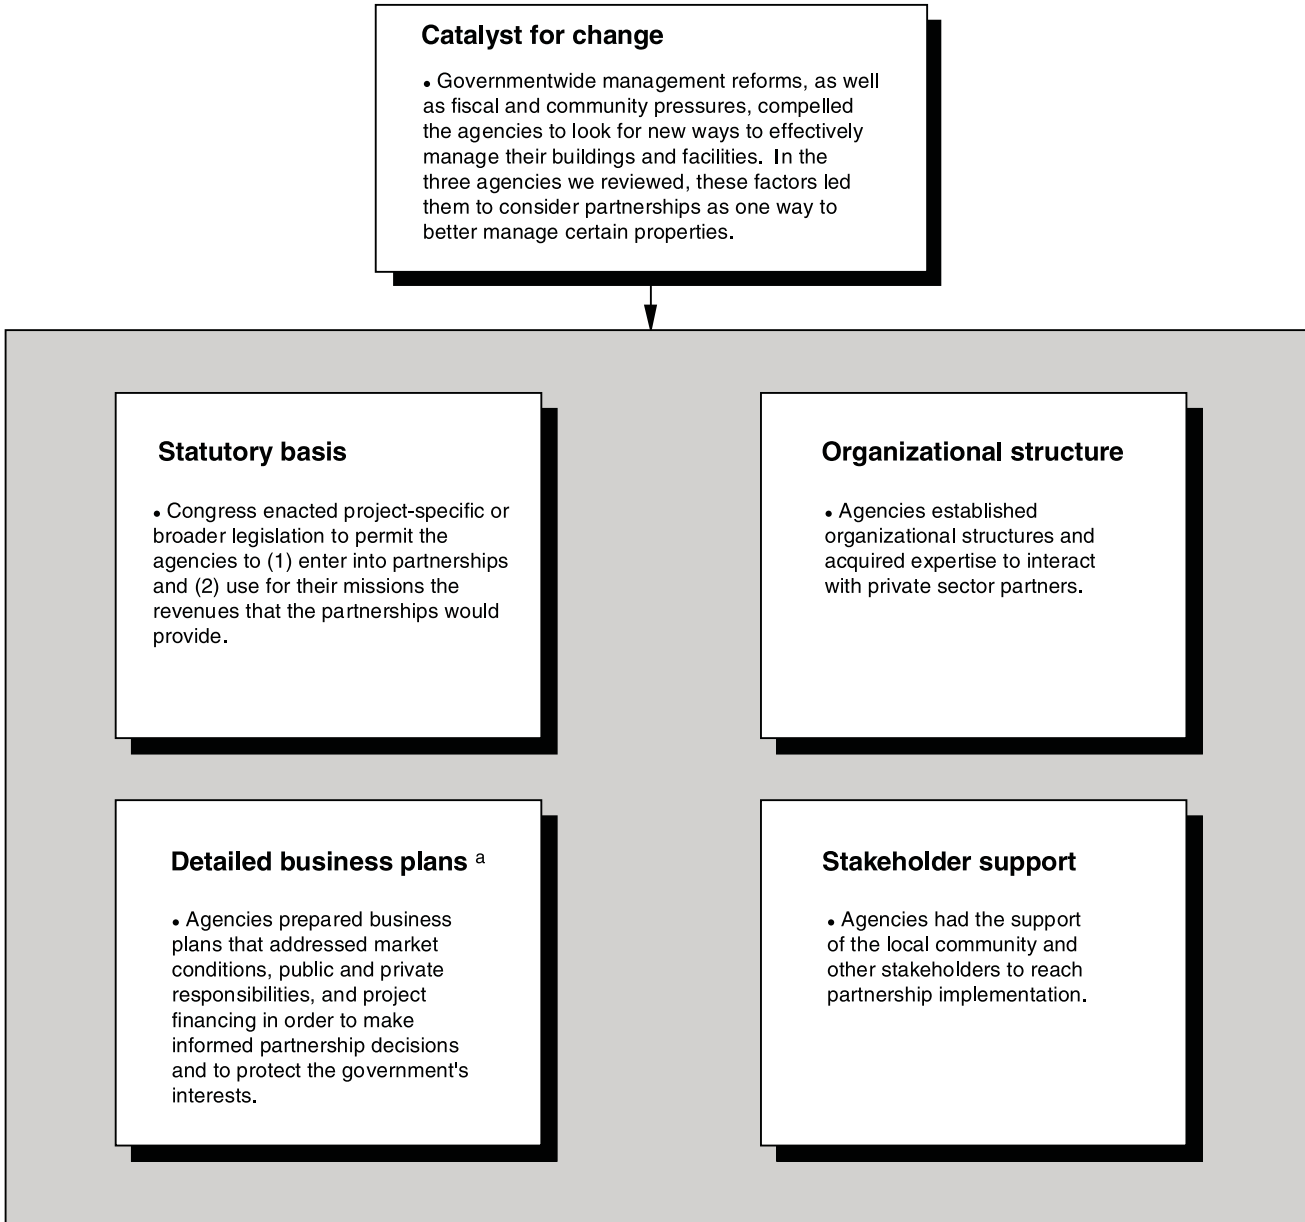 Catalyst for change
• Governmentwide management reforms, as well
as fiscal and community pressures, compelled
the agencies to look for new ways to effectively
manage their buildings and facilities. In the
three agencies we reviewed, these factors led
them to consider partnerships as one way to
better manage certain properties.
Statutory basis
• Congress enacted project-specific or
broader legislation to permit the
agencies to (1) enter into partnerships
and (2) use for their missions the
revenues that the partnerships would
provide.
Organizational structure
• Agencies established
organizational structures and
acquired expertise to interact
with private sector partners.
Detailed business plans a
• Agencies prepared business
plans that addressed market
conditions, public and private
responsibilities, and project
financing in order to make
informed partnership decisions
and to protect the government's
interests.
Stakeholder support
• Agencies had the support
of the local community and
other stakeholders to reach
partnership implementation.